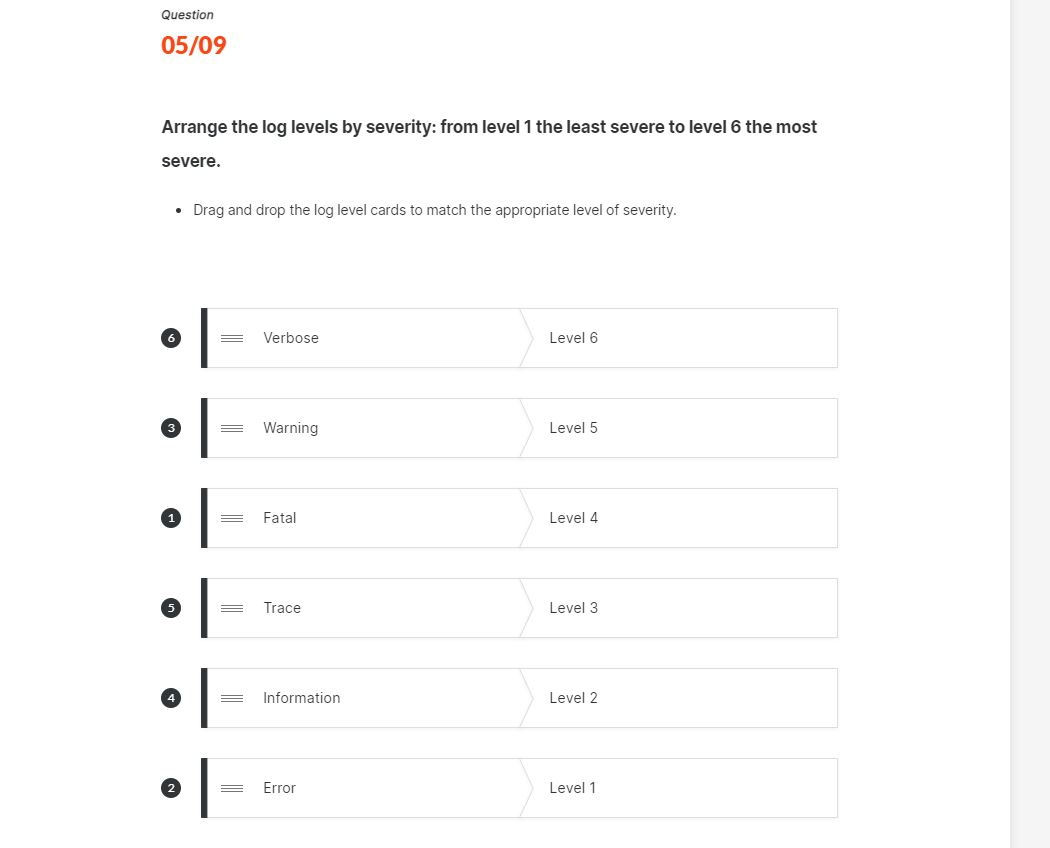 Question
05/09
Arrange the log levels by severity: from level 1 the least severe to level 6 the most
severe.
• Drag and drop the log level cards to match the appropriate level of severity.
6 Verbose Level 6
3 Warning Level 5
1 Fatal Level 4
5 Trace Level 3
4 Information Level 2
2 Error Level 1